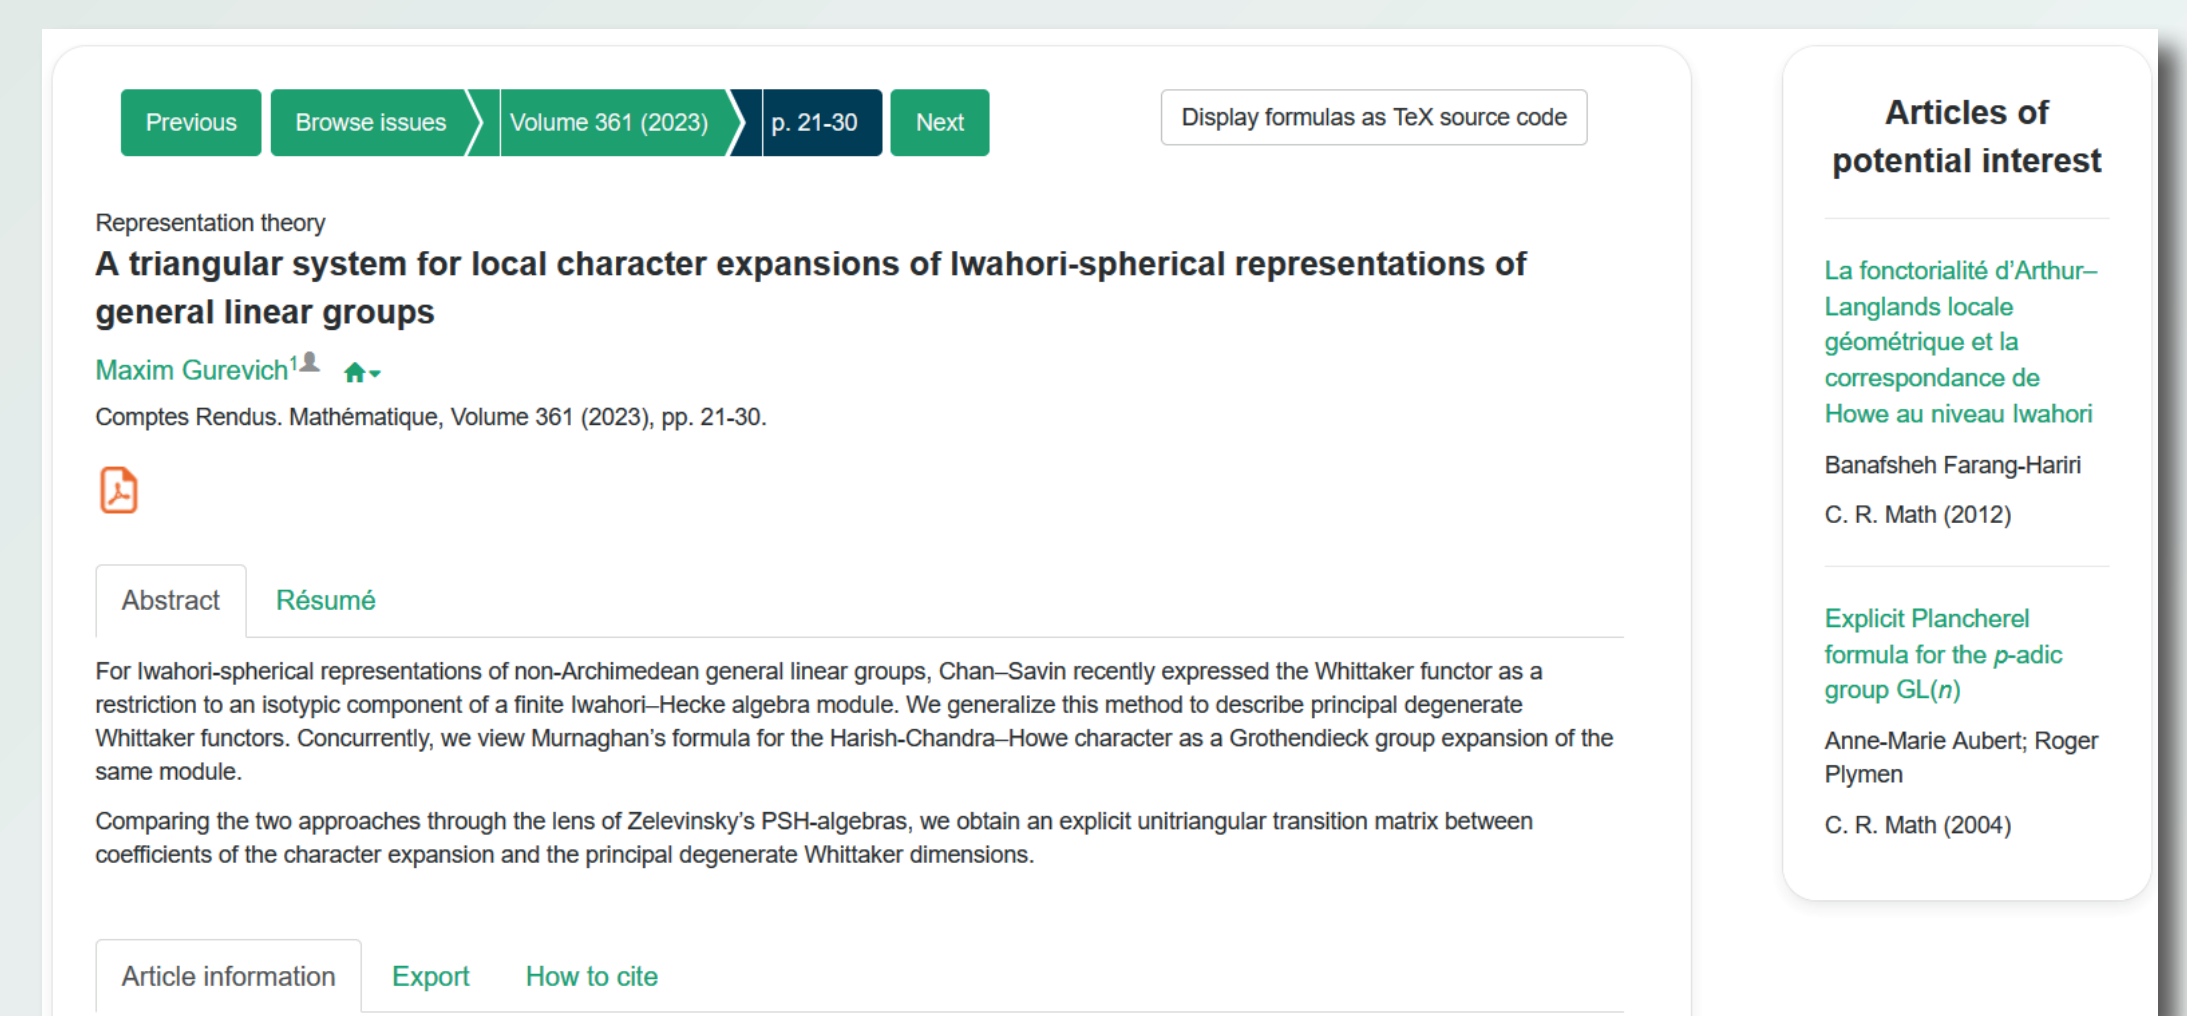 Previous
Browse issues
Volume 361 (2023)
p. 21-30
Next
Display formulas as TeX source code
Representation theory
A triangular system for local character expansions of Iwahori-spherical representations of
general linear groups
Maxim Gurevich1
Comptes Rendus. Mathématique, Volume 361 (2023), pp. 21-30.
Abstract
Résumé
For Iwahori-spherical representations of non-Archimedean general linear groups, Chan–Savin recently expressed the Whittaker functor as a
restriction to an isotypic component of a finite Iwahori–Hecke algebra module. We generalize this method to describe principal degenerate
Whittaker functors. Concurrently, we view Murnaghan’s formula for the Harish-Chandra–Howe character as a Grothendieck group expansion of the
same module.
Comparing the two approaches through the lens of Zelevinsky’s PSH-algebras, we obtain an explicit unitriangular transition matrix between
coefficients of the character expansion and the principal degenerate Whittaker dimensions.
Article information
Export
How to cite
Articles of
potential interest
La fonctorialité d’Arthur–
Langlands locale
géométrique et la
correspondance de
Howe au niveau Iwahori
Banafsheh Farang-Hariri
C. R. Math (2012)
Explicit Plancherel
formula for the p-adic
group GL(n)
Anne-Marie Aubert; Roger
Plymen
C. R. Math (2004)